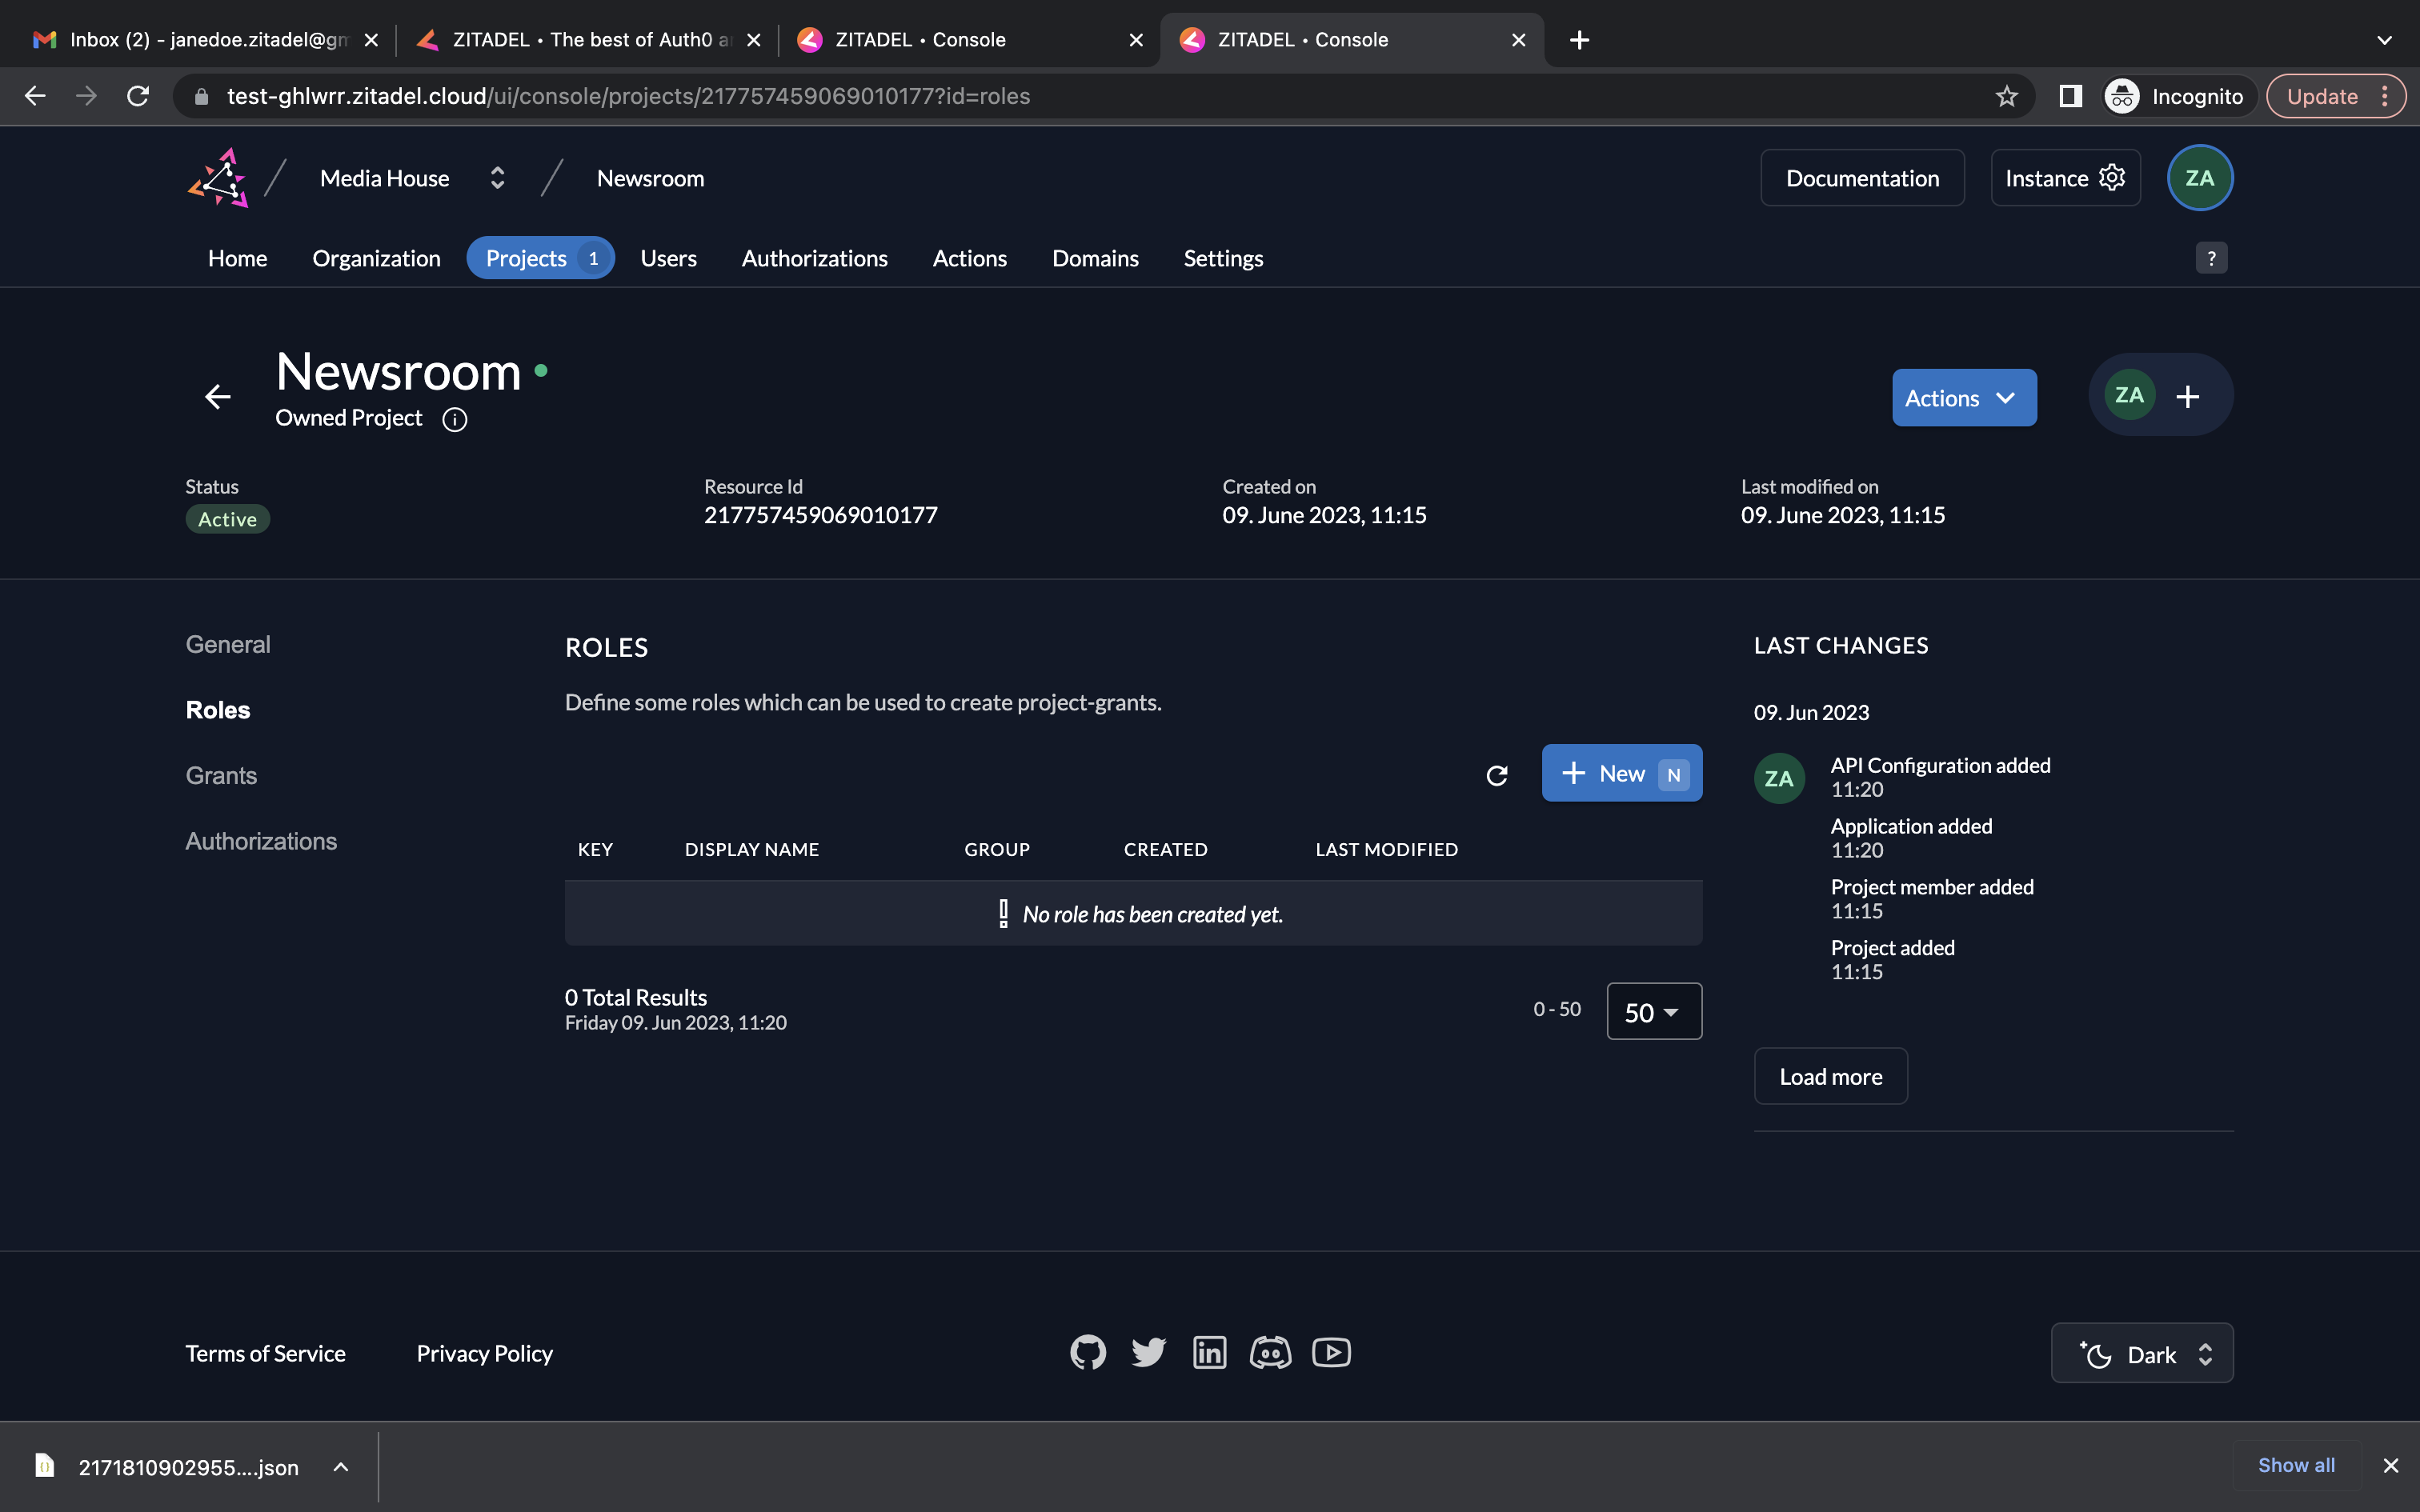 Inbox (2) - janedoe.zitadel@gm
ZITADEL • The best of Auth0 a
ZITADEL • Console
ZITADEL • Console
test-ghlwrr.zitadel.cloud/ui/console/projects/217757459069010177?id=roles
Incognito
Update
Media House
Newsroom
Documentation
Instance
ZA
Home
Organization
Projects 1
Users
Authorizations
Actions
Domains
Settings
?
Newsroom
Owned Project
Actions
ZA
Status
Active
Resource Id
217757459069010177
Created on
09. June 2023, 11:15
Last modified on
09. June 2023, 11:15
General
Roles
Grants
Authorizations
ROLES
Define some roles which can be used to create project-grants.
New N
KEY
DISPLAY NAME
GROUP
CREATED
LAST MODIFIED
No role has been created yet.
0 Total Results
Friday 09. Jun 2023, 11:20
0 - 50
50
LAST CHANGES
09. Jun 2023
ZA
API Configuration added
11:20
Application added
11:20
Project member added
11:15
Project added
11:15
Load more
Terms of Service
Privacy Policy
in
Dark
2171810902955....json
Show all